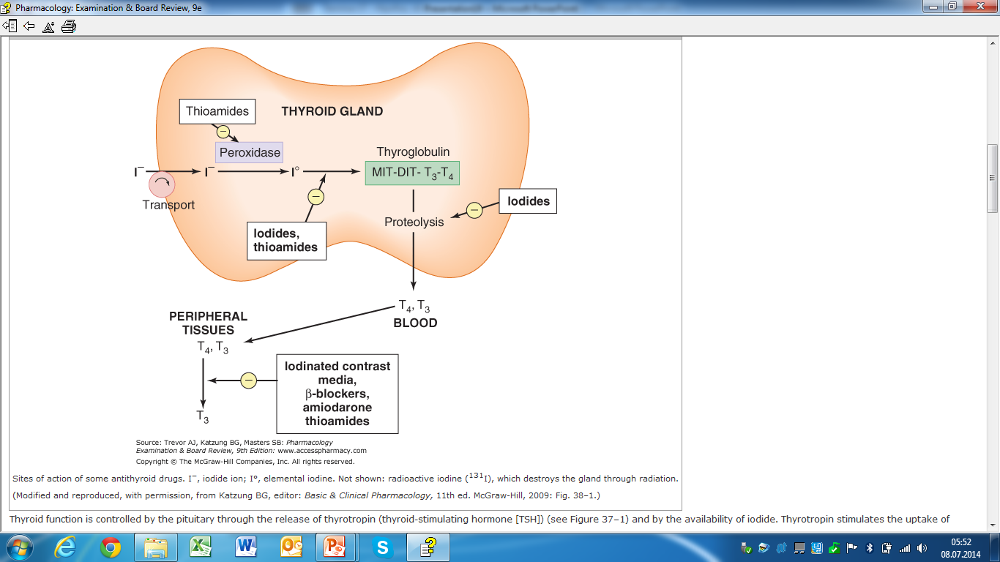 Pharmacology: Examination & Board Review, 9e
Thioamides
THYROID GLAND
Peroxidase
Thyroglobulin
I⁻
I⁻
I°
MIT-DIT- T₃-T₄
Transport
Iodides
Proteolysis
Iodides,
thioamides
T₄, T₃
BLOOD
PERIPHERAL
TISSUES
T₄, T₃
Iodinated contrast
media,
β-blockers,
amiodarone
thioamides
T₃
Source: Trevor AJ, Katzung BG, Masters SB: Pharmacology
Examination & Board Review, 9th Edition: www.accesspharmacy.com
Copyright © The McGraw-Hill Companies, Inc. All rights reserved.
Sites of action of some antithyroid drugs. I⁻, iodide ion; I°, elemental iodine. Not shown: radioactive iodine (¹³¹I), which destroys the gland through radiation.
(Modified and reproduced, with permission, from Katzung BG, editor: Basic & Clinical Pharmacology, 11th ed. McGraw-Hill, 2009: Fig. 38–1.)
Thyroid function is controlled by the pituitary through the release of thyrotropin (thyroid-stimulating hormone [TSH]) (see Figure 37–1) and by the availability of iodide. Thyrotropin stimulates the uptake of
05:52
08.07.2014